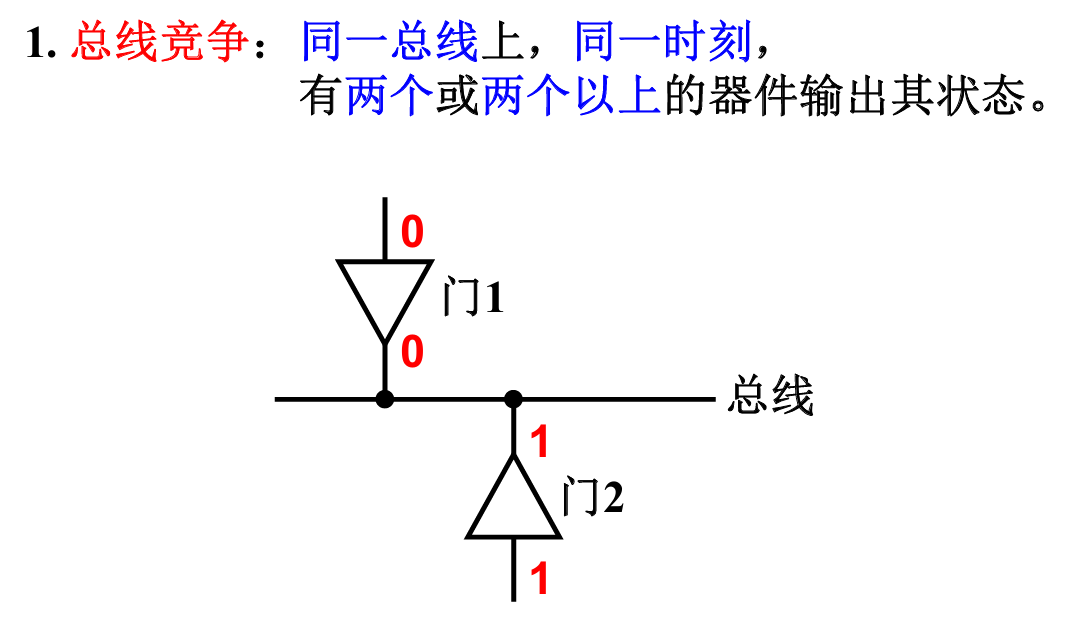 1. 总线竞争：同一总线上，同一时刻，
有两个或两个以上的器件输出其状态。
0
门1
0
总线
1
门2
1